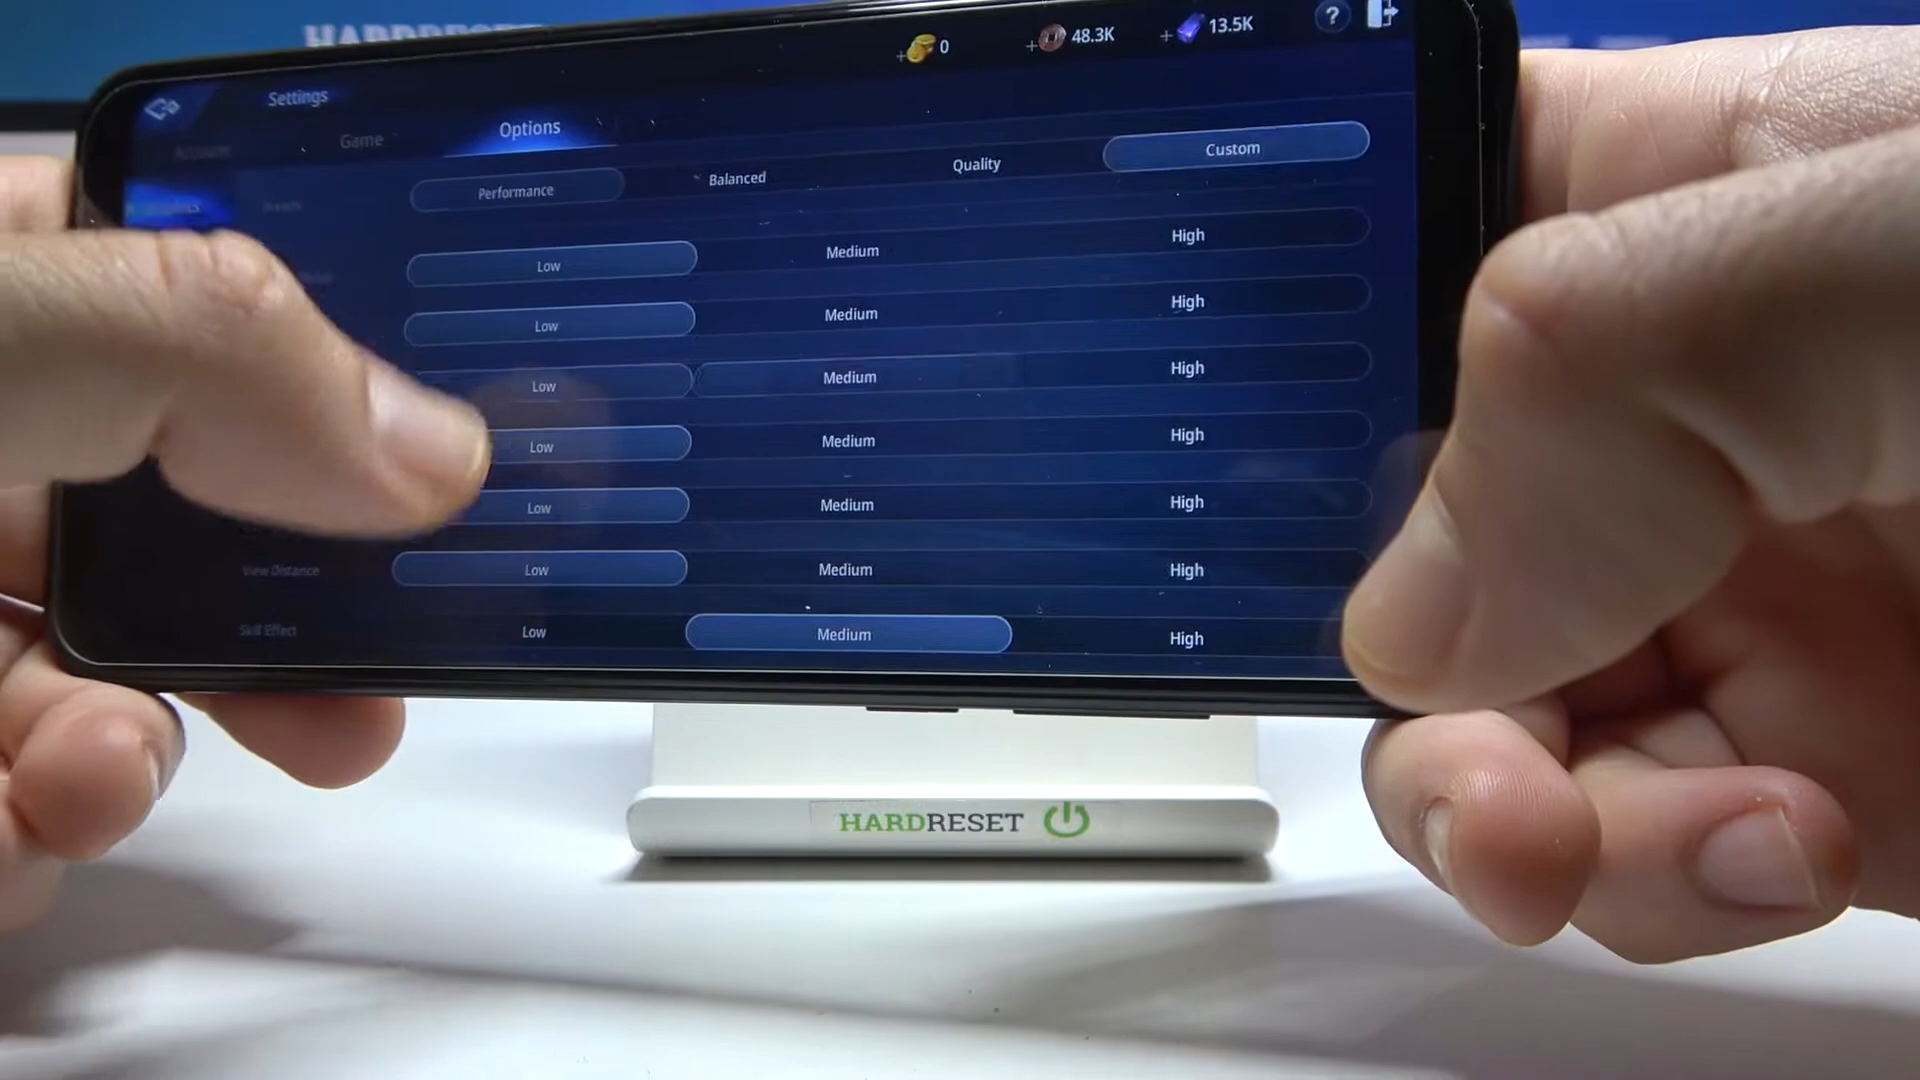 HARDRESET
0
48.3K
13.5K
?
Settings
Account
Game
Options
Performance
Balanced
Quality
Custom
Low
Medium
High
Low
Medium
High
Low
Medium
High
Low
Medium
High
Low
Medium
High
View Distance
Low
Medium
High
Skill Effect
Low
Medium
High
HARDRESET